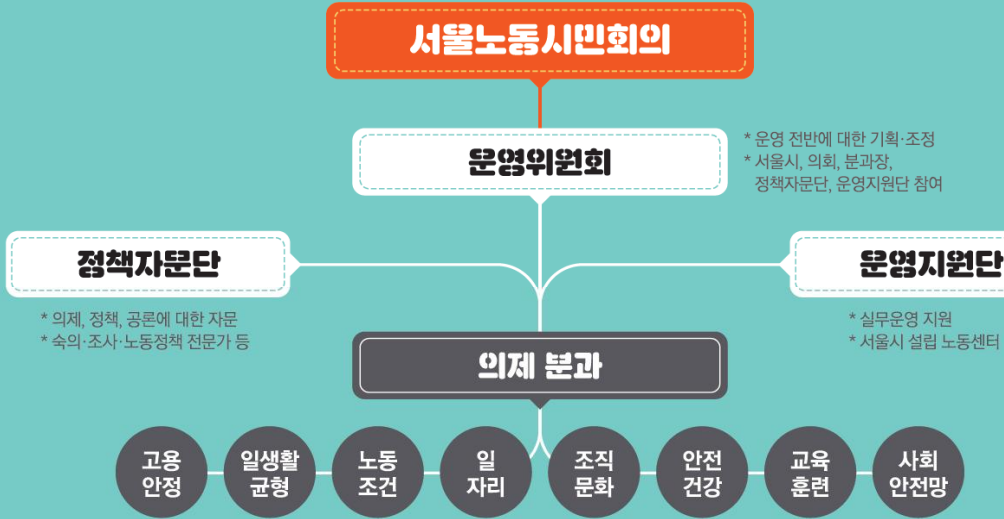 서울노동시민회의
운영위원회
* 운영 전반에 대한 기획·조정
* 서울시, 의회, 분과장,
정책자문단, 운영지원단 참여
정책자문단
* 의제, 정책, 공론에 대한 자문
* 숙의·조사·노동정책 전문가 등
운영지원단
* 실무운영 지원
* 서울시 설립 노동센터
의제 분과
고용
안정
일생활
균형
노동
조건
일
자리
조직
문화
안전
건강
교육
훈련
사회
안전망